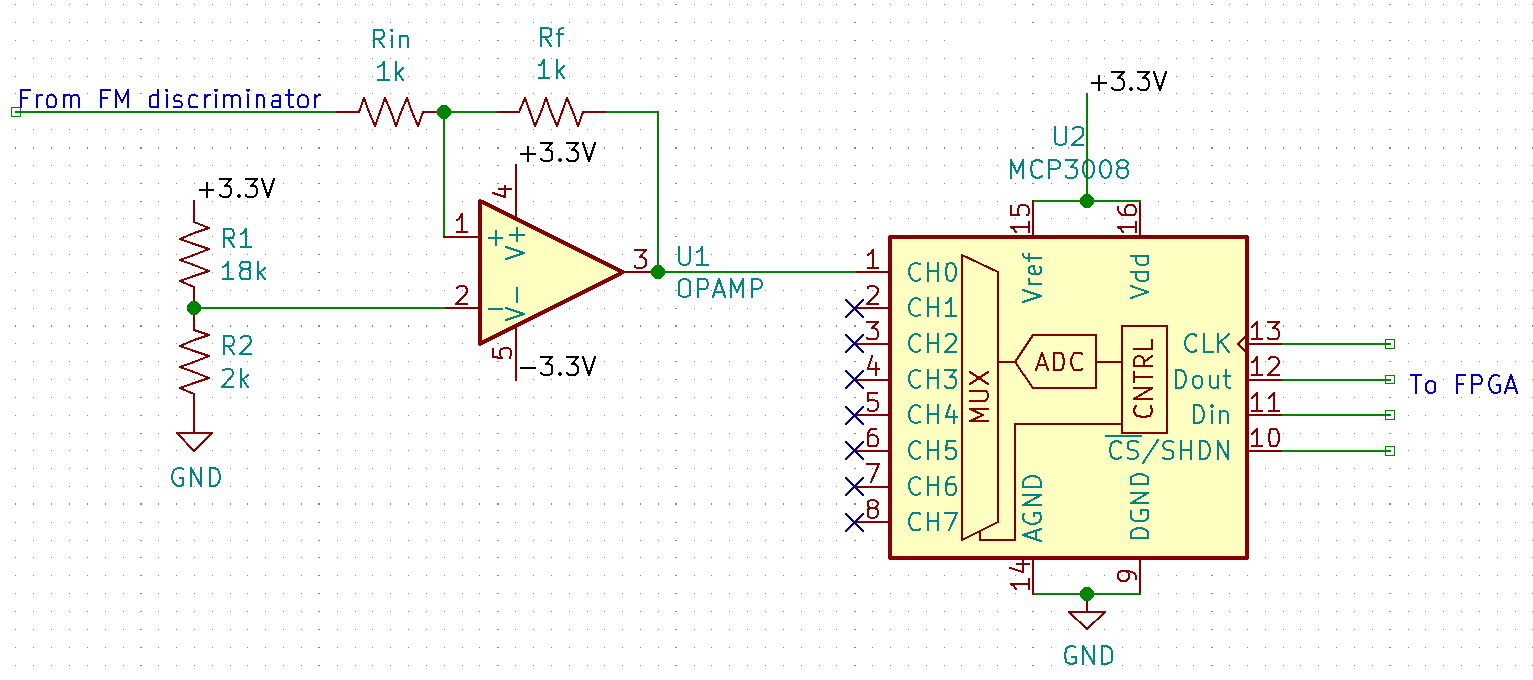 From FM discriminator
Rin
1k
Rf
1k
+3.3V
4
1
+
V+
3
U1
OPAMP
2
−
V-
5
-3.3V
+3.3V
R1
18k
R2
2k
GND
+3.3V
U2
MCP3008
15
16
Vref
Vdd
1
CH0
2
CH1
3
CH2
4
CH3
5
CH4
6
CH5
7
CH6
8
CH7
MUX
ADC
CNTRL
CLK
13
Dout
12
Din
11
CS/SHDN
10
To FPGA
AGND
DGND
14
9
GND